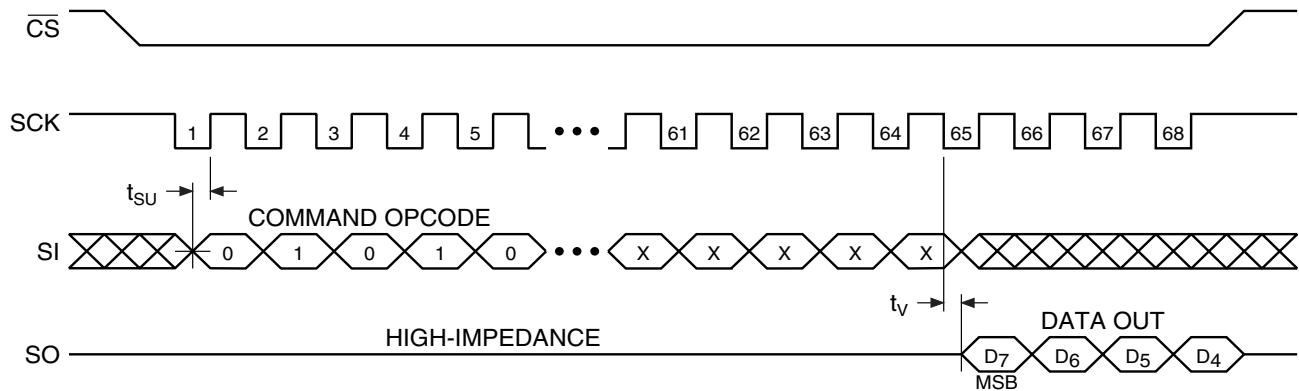 CS
SCK 1 2 3 4 5 ••• 61 62 63 64 65 66 67 68
tSU
COMMAND OPCODE
SI 0 1 0 1 0 ••• X X X X X
tV
HIGH-IMPEDANCE
DATA OUT
SO D7 D6 D5 D4
MSB